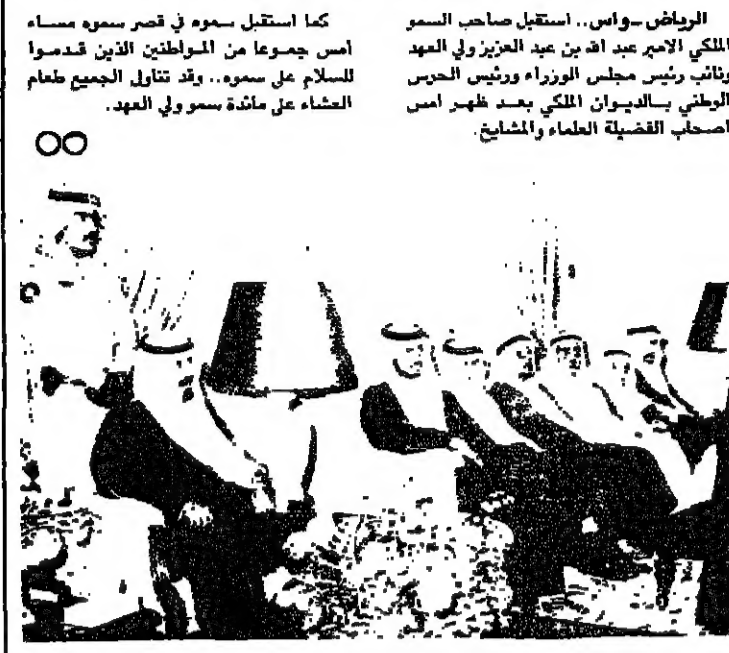 الرياض ـ واس.. استقبل صاحب السمو
الملكي الامير عبد الله بن عبد العزيز ولي العهد
ونائب رئيس مجلس الوزراء ورئيس الحرس
الوطني بالديوان الملكي بعد ظهر امس
اصحاب الفضيلة العلماء والمشايخ.
كما استقبل سموه في قصر سموه مساء
امس جموعا من المواطنين الذين قدموا
للسلام على سموه.. وقد تناول الجميع طعام
العشاء على مائدة سمو ولي العهد.